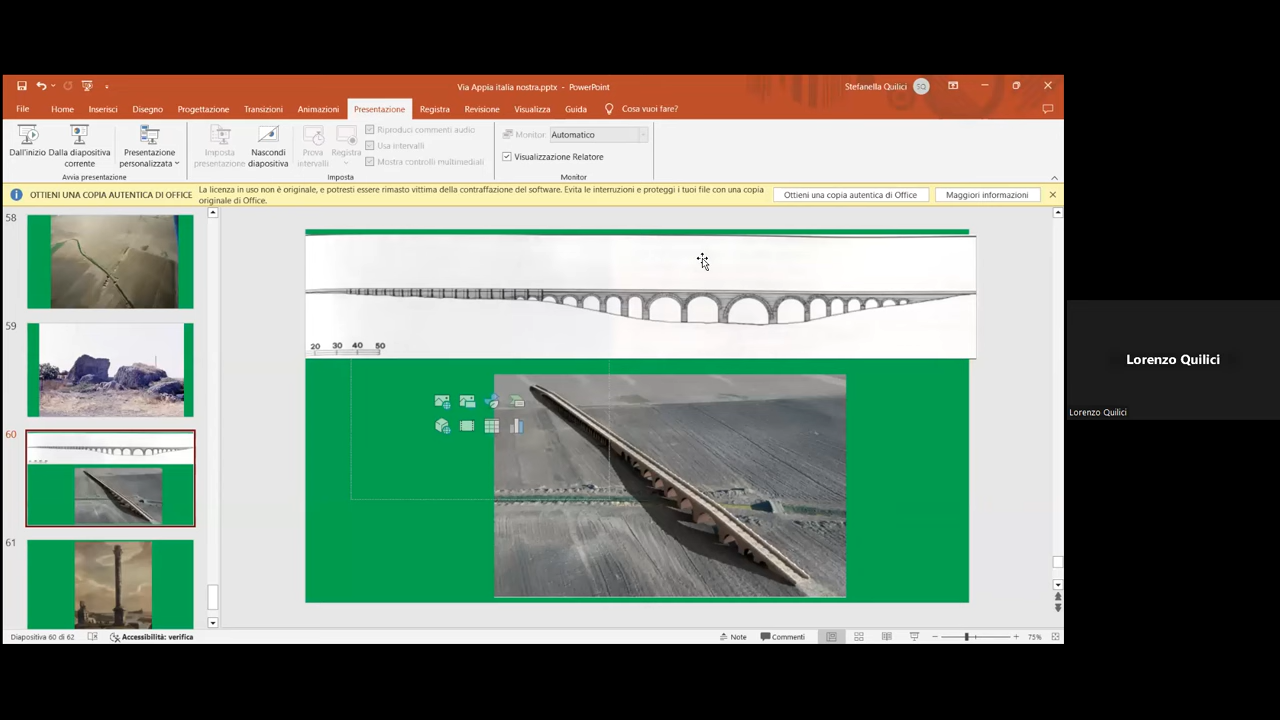 Via Appia italia nostra.pptx - PowerPoint
Stefanella Quilici
SQ
File Home Inserisci Disegno Progettazione Transizioni Animazioni Presentazione Registra Revisione Visualizza Guida Cosa vuoi fare?
Dall'inizio
Dalla diapositiva
corrente
Presentazione
personalizzata
Avvia presentazione
Imposta
presentazione
Nascondi
diapositiva
Prova
intervalli
Registra
Riproduci commenti audio
Usa intervalli
Mostra controlli multimediali
Imposta
Monitor: Automatico
Visualizzazione Relatore
Monitor
OTTIENI UNA COPIA AUTENTICA DI OFFICE
La licenza in uso non è originale, e potresti essere rimasto vittima della contraffazione del software. Evita le interruzioni e proteggi i tuoi file con una copia
originale di Office.
Ottieni una copia autentica di Office
Maggiori informazioni
58
59
60
61
20 30 40 50
Lorenzo Quilici
Lorenzo Quilici
Diapositiva 60 di 62
Accessibilità: verifica
Note
Commenti
75%